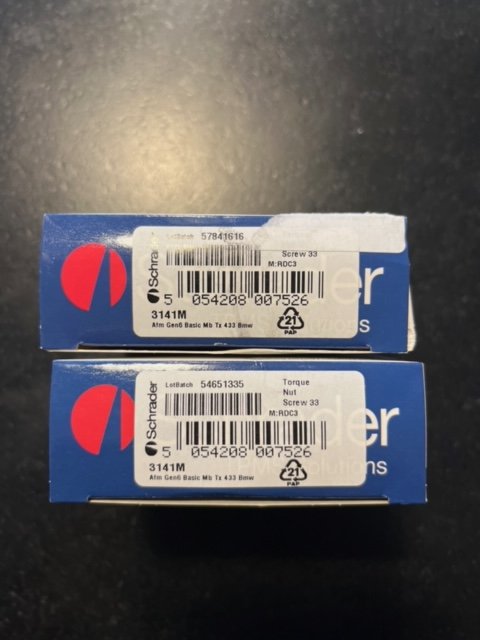 Schrader
LotBatch 57841616
Screw 33
M:RDC3
5 054208 007526
3141M
Atm Gen6 Basic Mb Tx 433 Bmw
21
PAP
Schrader
LotBatch 54651335
Torque
Nut
Screw 33
M:RDC3
5 054208 007526
3141M
Atm Gen6 Basic Mb Tx 433 Bmw
21
PAP
TPMS Solutions